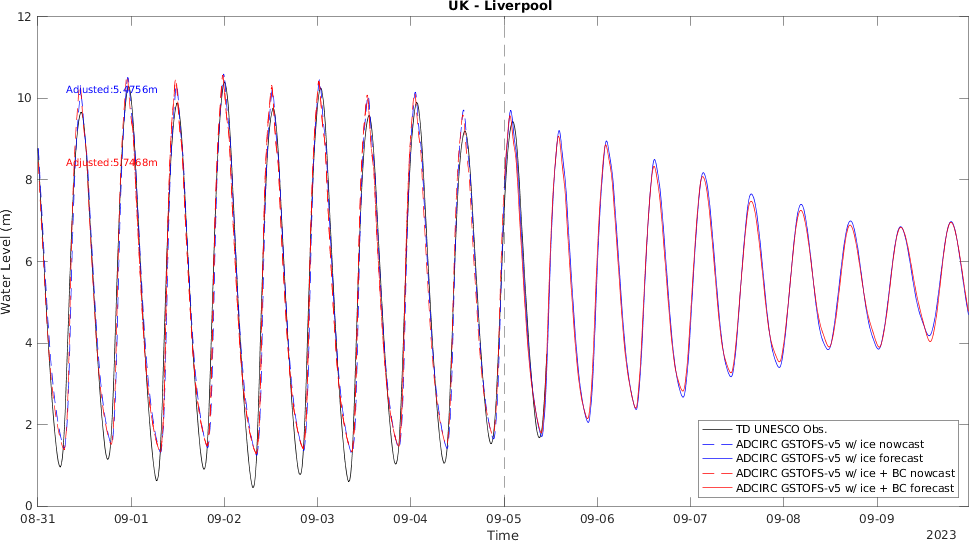 UK - Liverpool
12
10
8
6
4
2
0
Water Level (m)
Adjusted:5.4756m
Adjusted:5.7468m
TD UNESCO Obs.
ADCIRC GSTOFS-v5 w/ ice nowcast
ADCIRC GSTOFS-v5 w/ ice forecast
ADCIRC GSTOFS-v5 w/ ice + BC nowcast
ADCIRC GSTOFS-v5 w/ ice + BC forecast
08-31 09-01 09-02 09-03 09-04 09-05 09-06 09-07 09-08 09-09
Time
2023